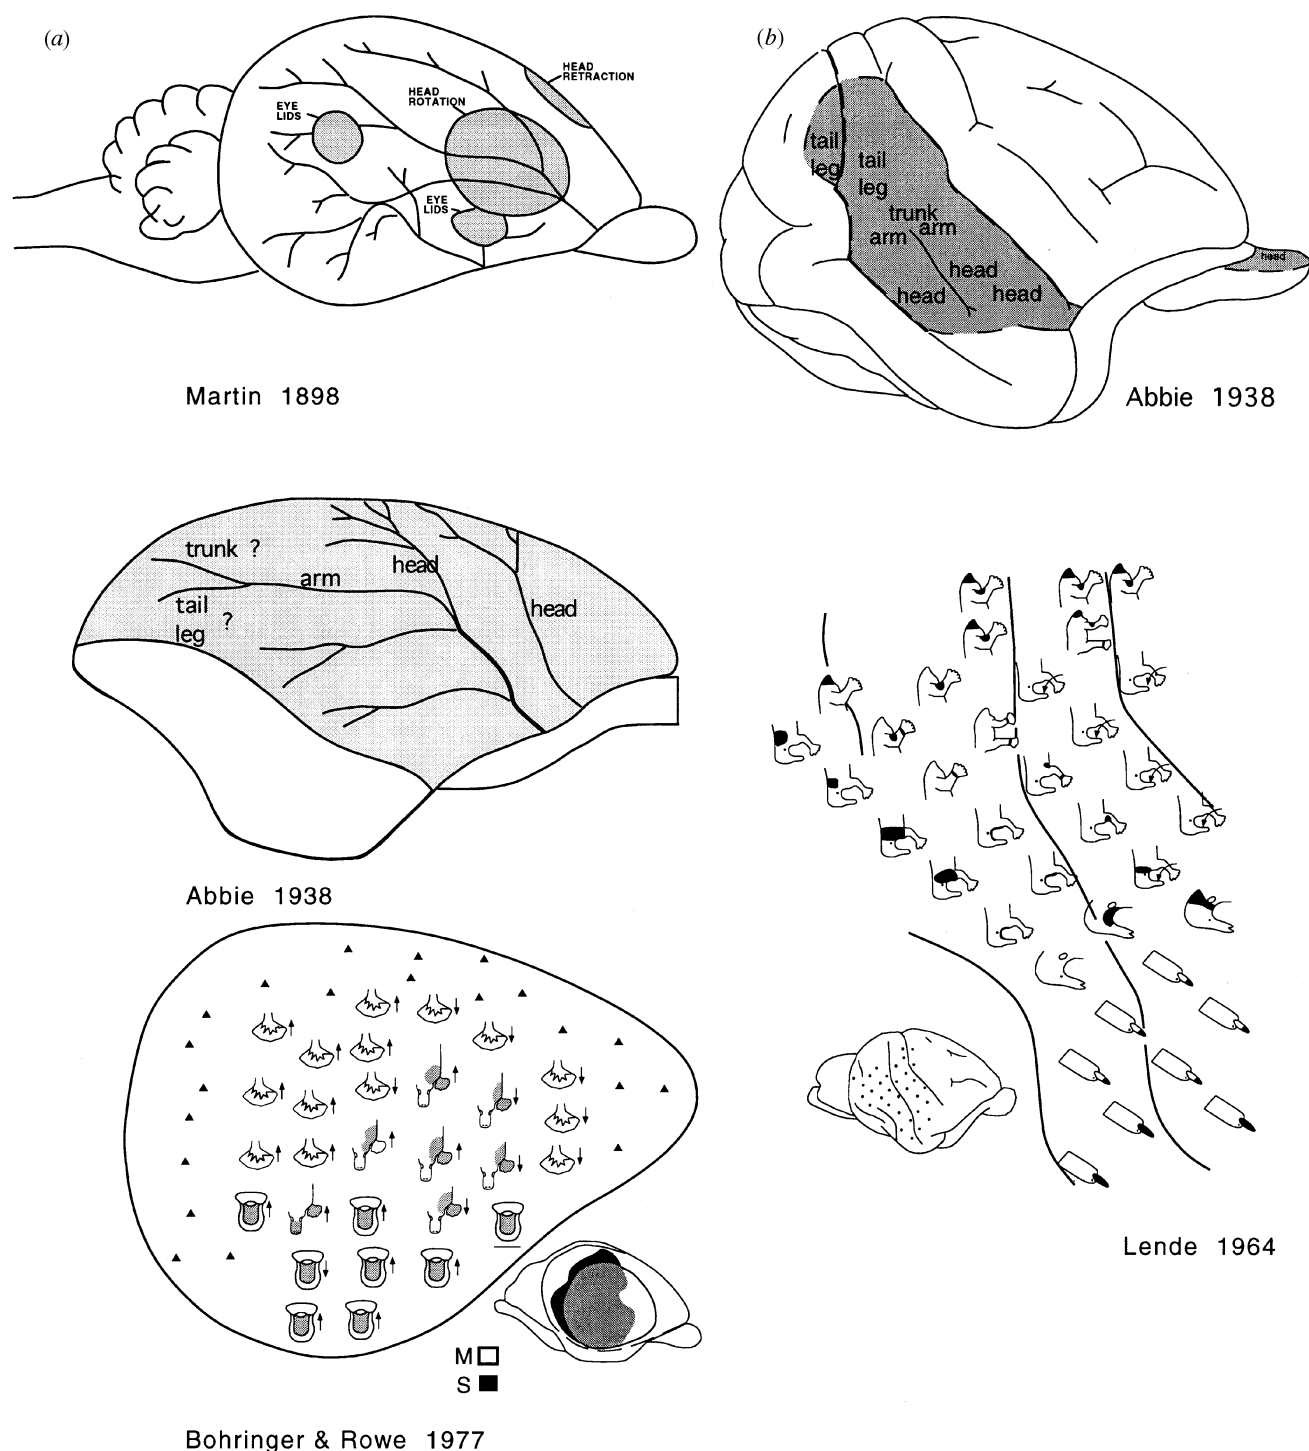 (a)
EYE
LIDS
HEAD
ROTATION
HEAD
RETRACTION
EYE
LIDS
Martin 1898
(b)
tail
leg
tail
leg
trunk
arm
arm
head
head
head
head
Abbie 1938
trunk ?
arm
head
head
tail
leg
?
Abbie 1938
Lende 1964
M
S
Bohringer & Rowe 1977